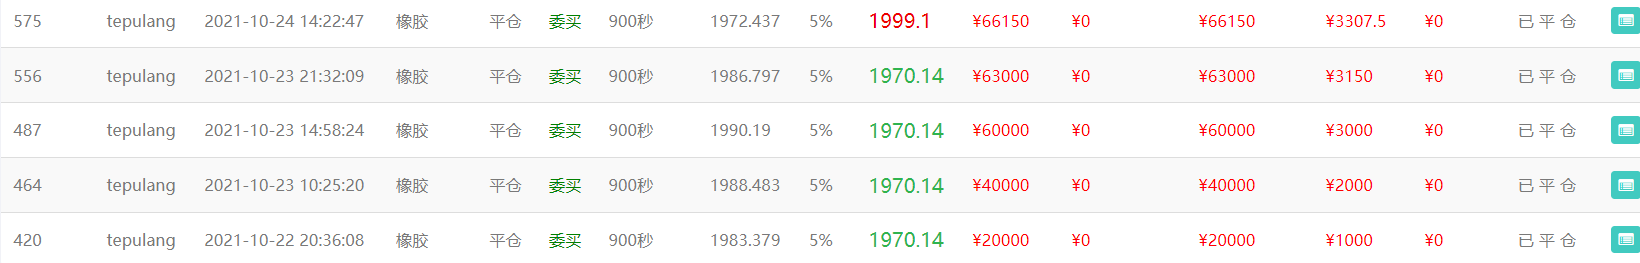 575 tepulang 2021-10-24 14:22:47 橡胶 平仓 委买 900秒 1972.437 5% 1999.1 ¥66150 ¥0 ¥66150 ¥3307.5 ¥0 已平仓
556 tepulang 2021-10-23 21:32:09 橡胶 平仓 委买 900秒 1986.797 5% 1970.14 ¥63000 ¥0 ¥63000 ¥3150 ¥0 已平仓
487 tepulang 2021-10-23 14:58:24 橡胶 平仓 委买 900秒 1990.19 5% 1970.14 ¥60000 ¥0 ¥60000 ¥3000 ¥0 已平仓
464 tepulang 2021-10-23 10:25:20 橡胶 平仓 委买 900秒 1988.483 5% 1970.14 ¥40000 ¥0 ¥40000 ¥2000 ¥0 已平仓
420 tepulang 2021-10-22 20:36:08 橡胶 平仓 委买 900秒 1983.379 5% 1970.14 ¥20000 ¥0 ¥20000 ¥1000 ¥0 已平仓